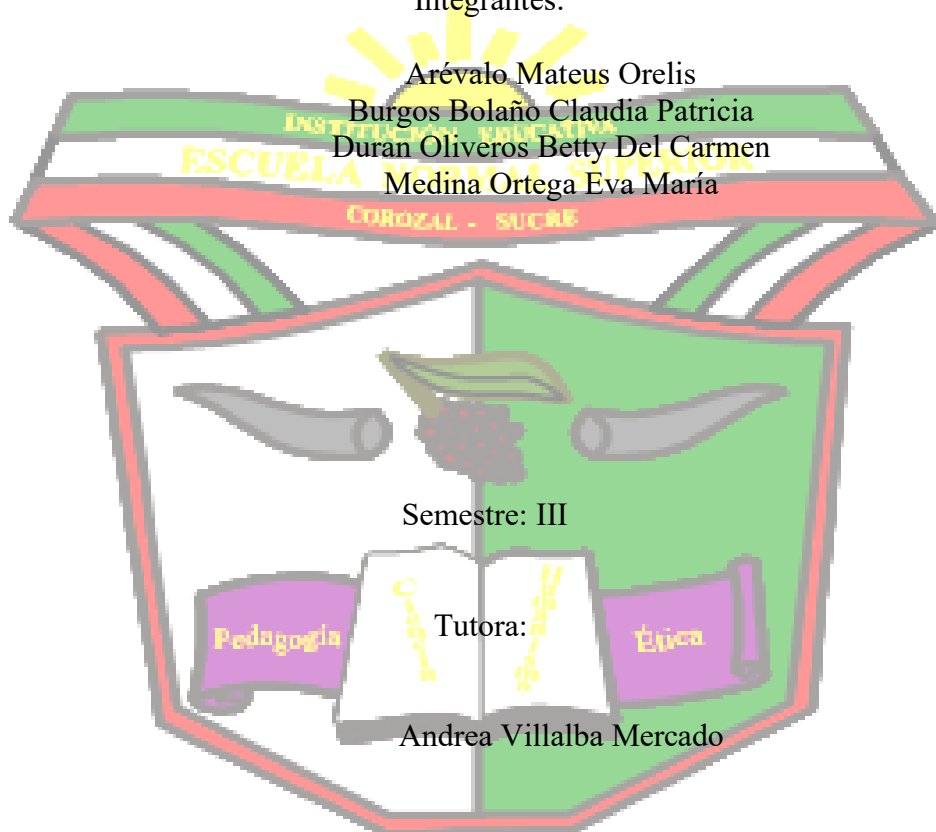 Integrantes:
Arévalo Mateus Orelis
Burgos Bolaño Claudia Patricia
INSTITUCIÓN EDUCATIVA
Duran Oliveros Betty Del Carmen
ESCUELA NORMAL SUPERIOR
Medina Ortega Eva María
COROZAL - SUCRE
Semestre: III
Pedagogía
Tutora:
Ética
Andrea Villalba Mercado